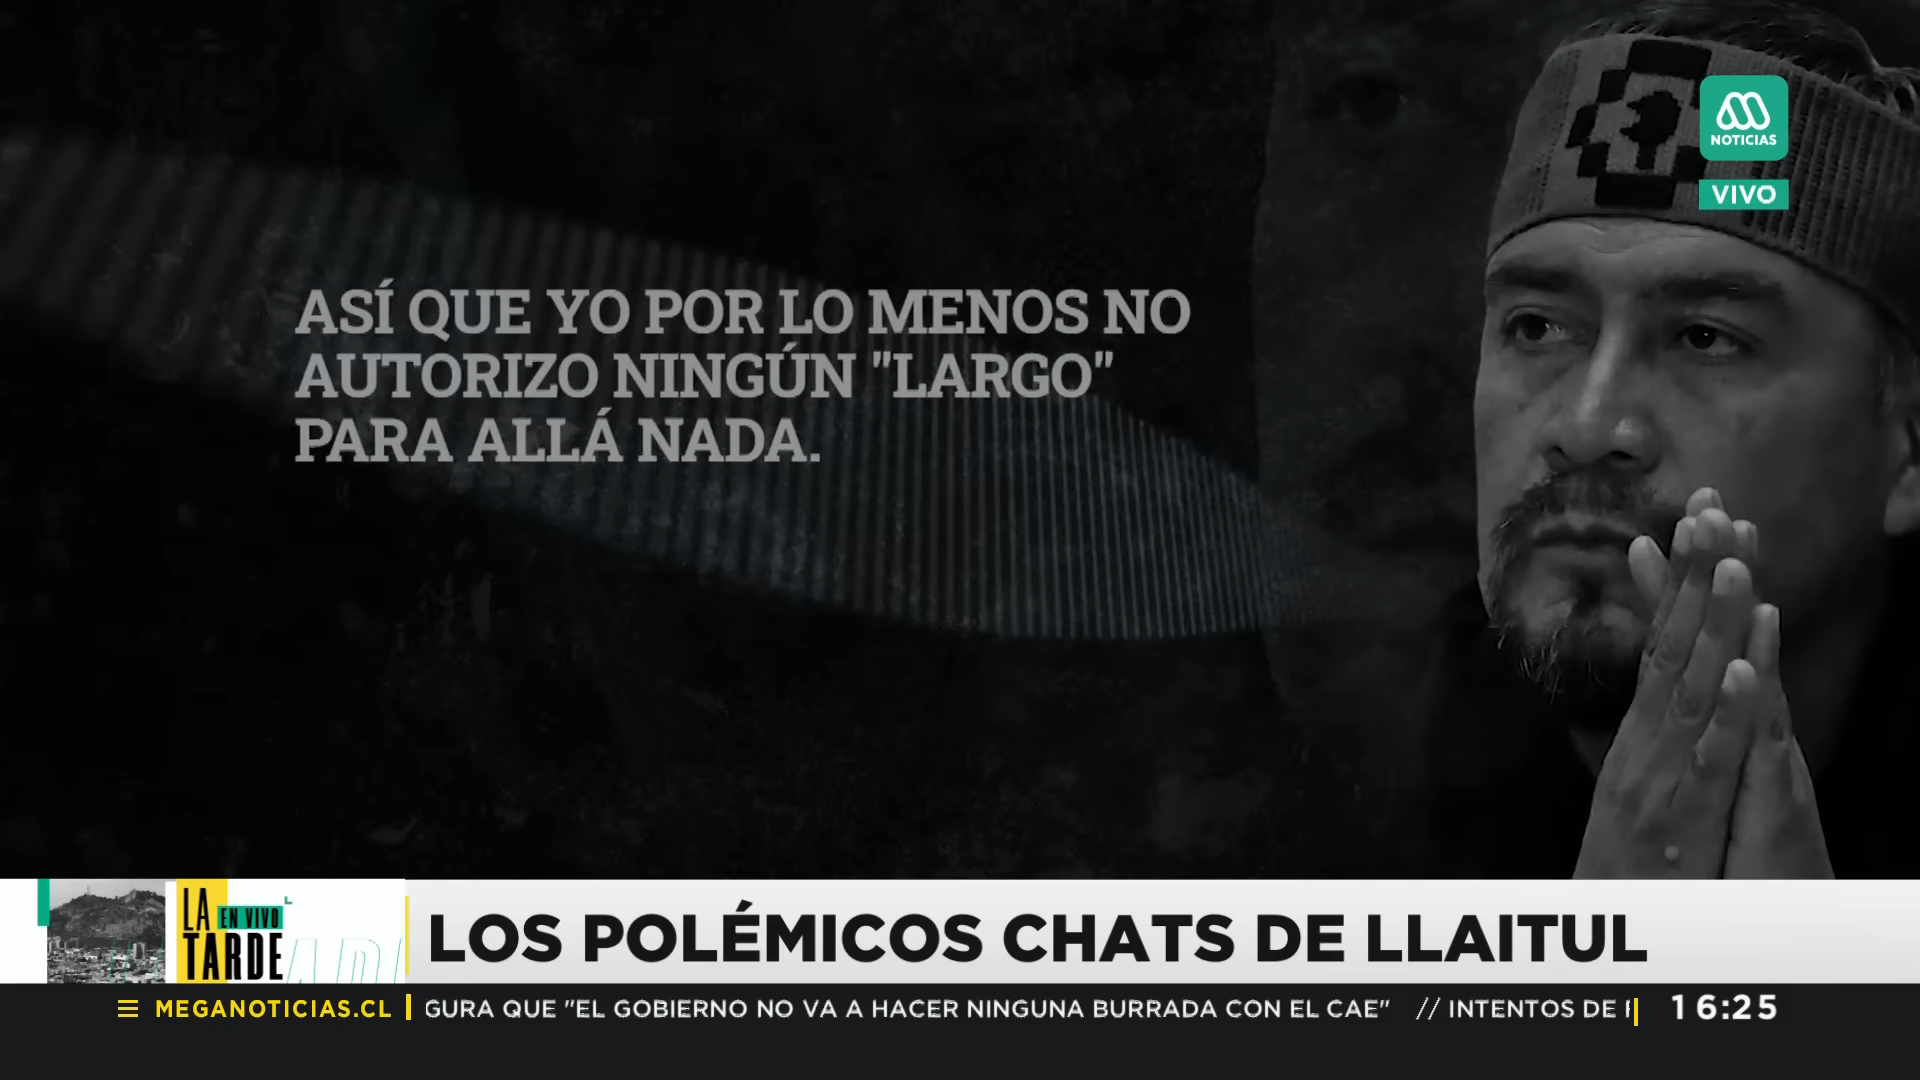 NOTICIAS
VIVO
ASÍ QUE YO POR LO MENOS NO
AUTORIZO NINGÚN "LARGO"
PARA ALLÁ NADA.
LA
EN VIVO
TARDE
LOS POLÉMICOS CHATS DE LLAITUL
MEGANOTICIAS.CL
GURA QUE "EL GOBIERNO NO VA A HACER NINGUNA BURRADA CON EL CAE" // INTENTOS DE
16:25